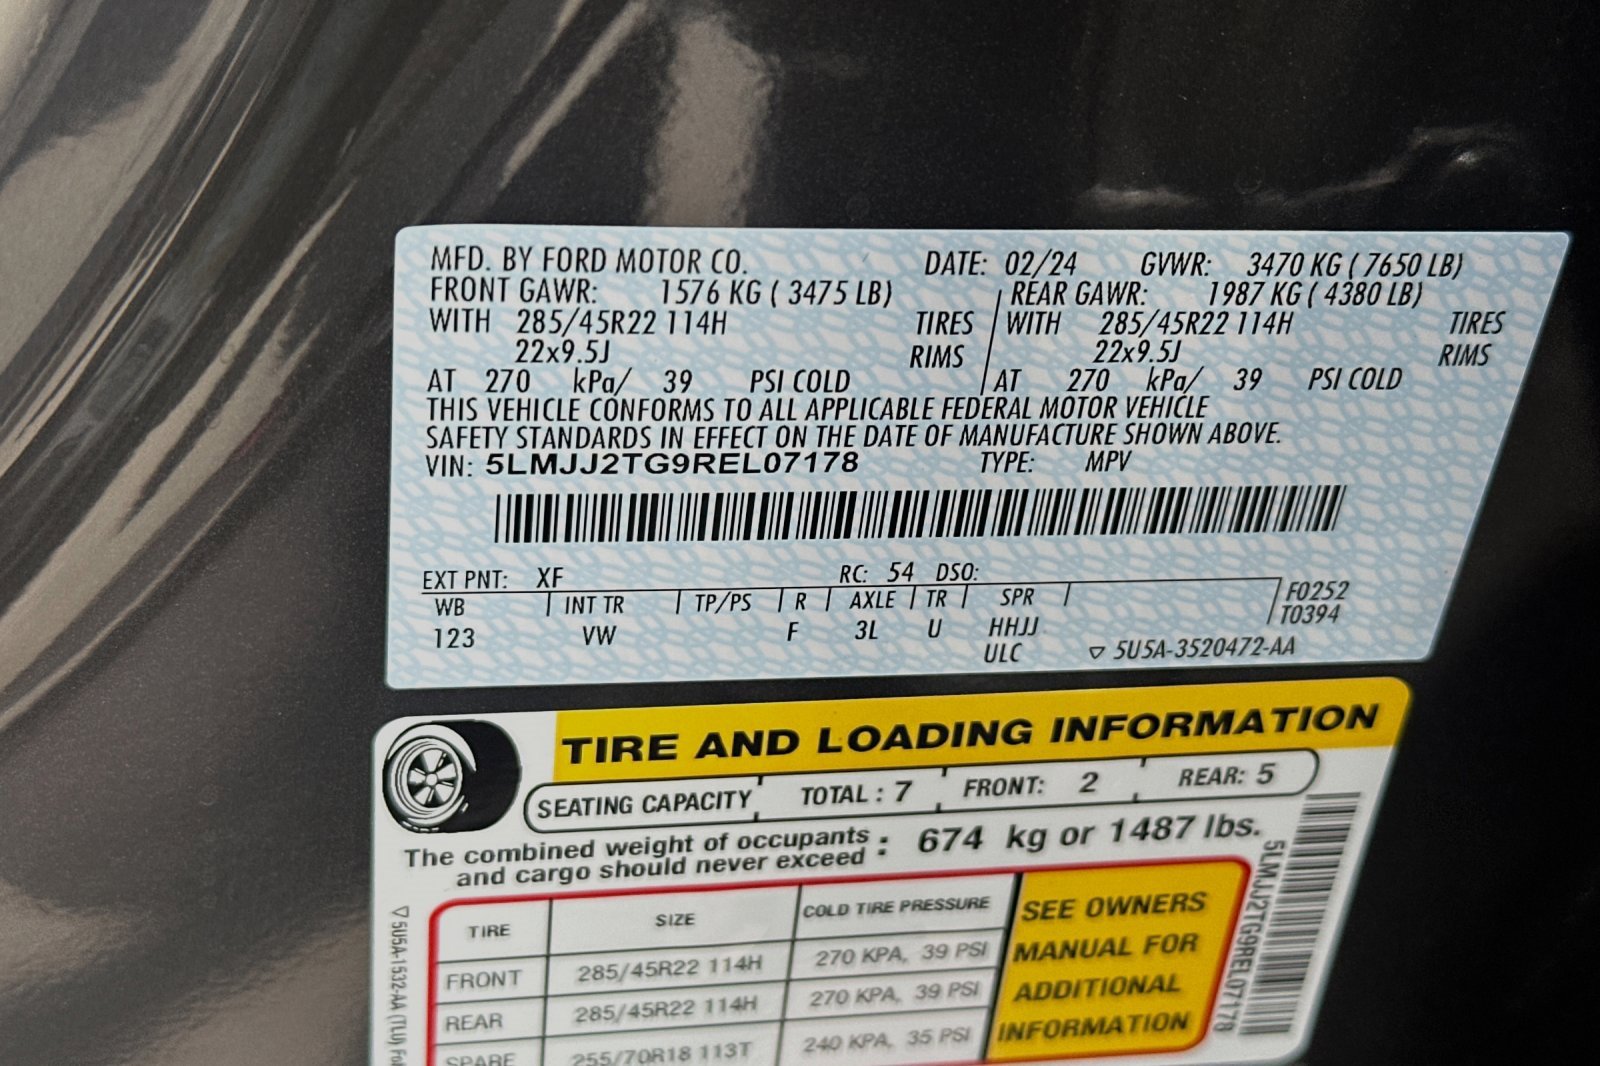 MFD. BY FORD MOTOR CO. DATE: 02/24 GVWR: 3470 KG ( 7650 LB)
FRONT GAWR: 1576 KG ( 3475 LB) REAR GAWR: 1987 KG ( 4380 LB)
WITH 285/45R22 114H TIRES WITH 285/45R22 114H TIRES
22x9.5J RIMS 22x9.5J RIMS
AT 270 kPa/ 39 PSI COLD AT 270 kPa/ 39 PSI COLD
THIS VEHICLE CONFORMS TO ALL APPLICABLE FEDERAL MOTOR VEHICLE
SAFETY STANDARDS IN EFFECT ON THE DATE OF MANUFACTURE SHOWN ABOVE.
VIN: 5LMJJ2TG9REL07178 TYPE: MPV
EXT PNT: XF RC: 54 DSO:
WB INT TR TP/PS R AXLE TR SPR F0252
123 VW F 3L U HHJJ T0394
ULC ▽ 5U5A-3520472-AA
TIRE AND LOADING INFORMATION
SEATING CAPACITY TOTAL : 7 FRONT: 2 REAR: 5
The combined weight of occupants
and cargo should never exceed : 674 kg or 1487 lbs.
TIRE SIZE COLD TIRE PRESSURE
FRONT 285/45R22 114H 270 KPA, 39 PSI
REAR 285/45R22 114H 270 KPA, 39 PSI
SPARE 255/70R18 113T 240 KPA, 35 PSI
SEE OWNERS
MANUAL FOR
ADDITIONAL
INFORMATION
5LMJJ2TG9REL07178
▽ 5U5A-1532-AA (TLU)